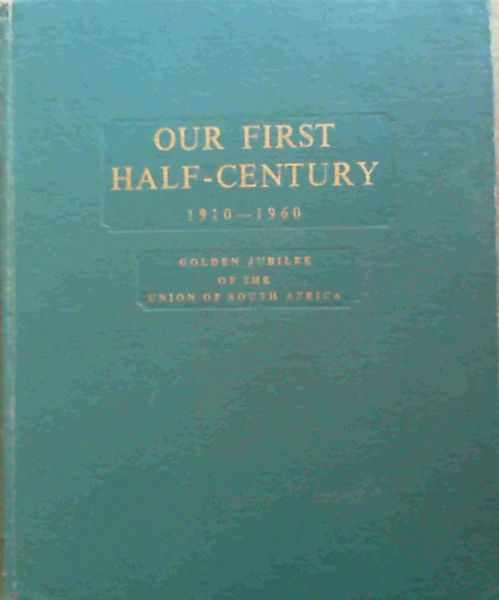 OUR FIRST
HALF-CENTURY
1910—1960
GOLDEN JUBILEE
OF THE
UNION OF SOUTH AFRICA